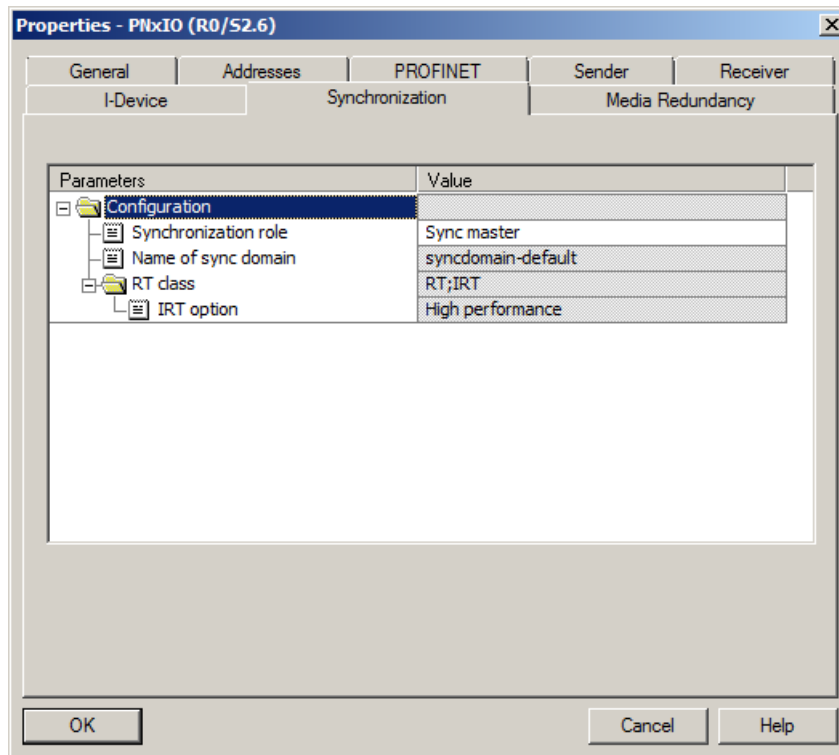 Properties - PNxIO (R0/S2.6)
General Addresses PROFINET Sender Receiver
I-Device Synchronization Media Redundancy
Parameters Value
Configuration
Synchronization role Sync master
Name of sync domain syncdomain-default
RT class RT;IRT
IRT option High performance
OK Cancel Help